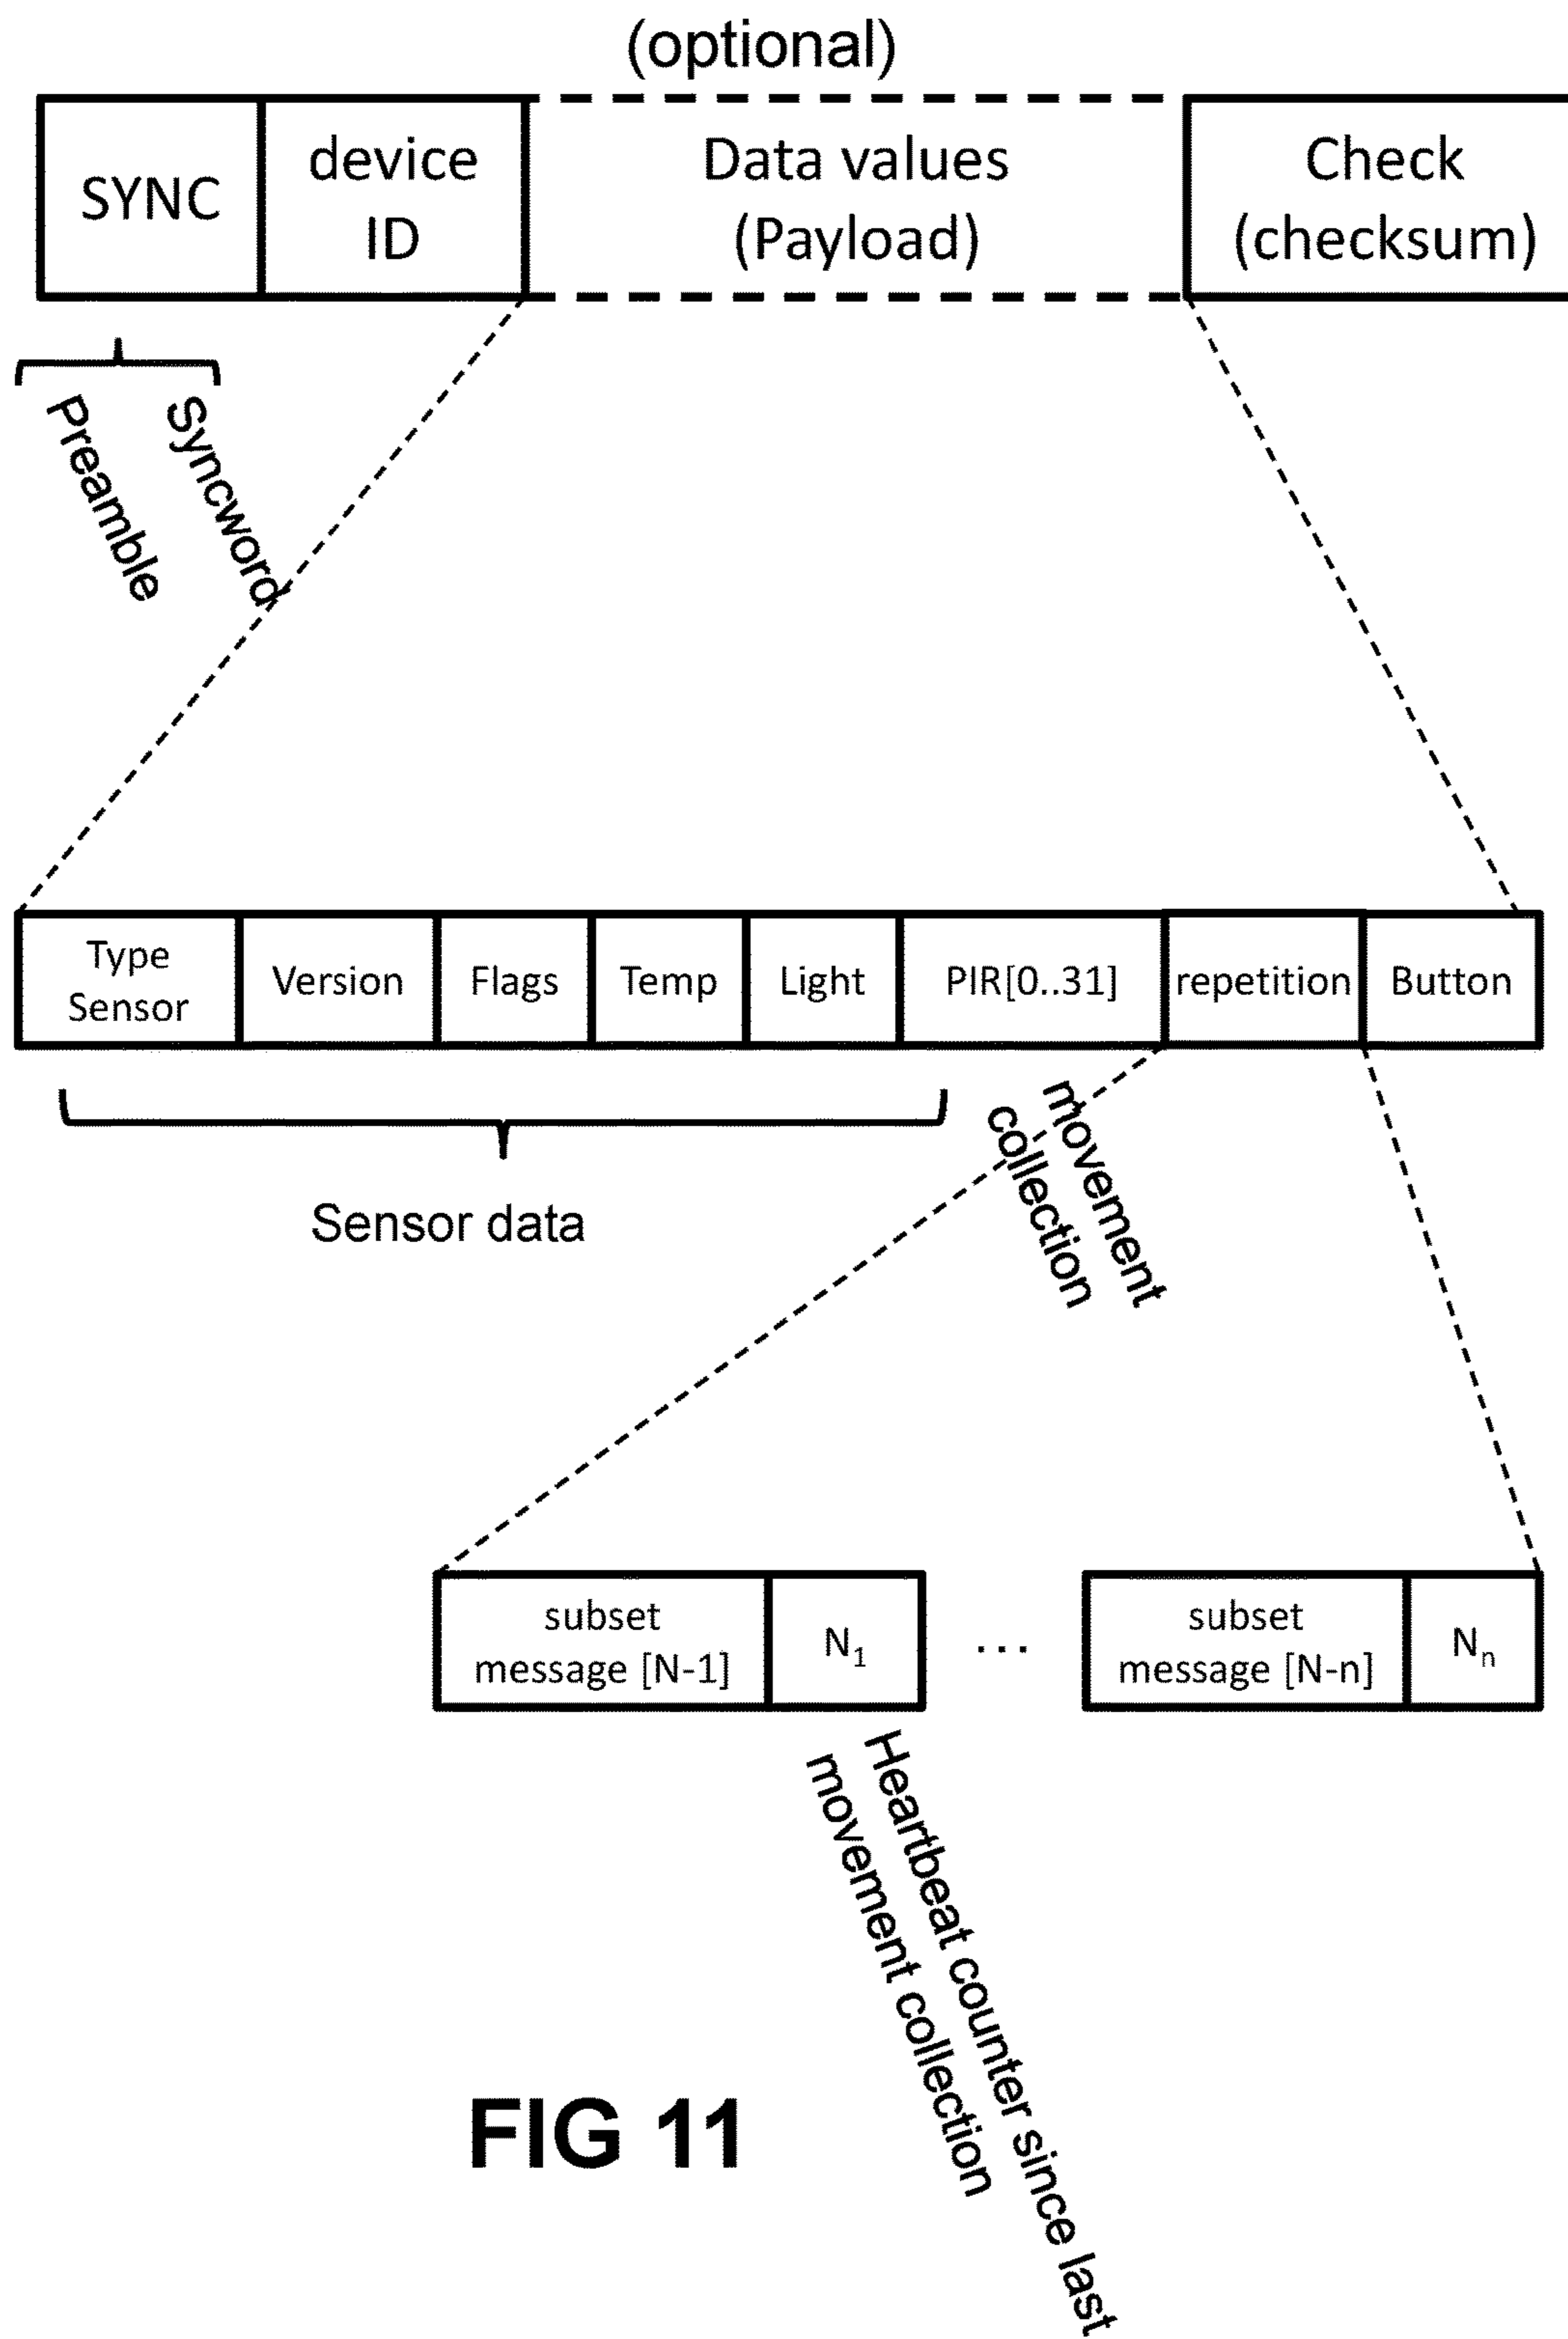 (optional)
SYNC
device
ID
Data values
(Payload)
Check
(checksum)
Preamble
Syncword
Type
Sensor
Version
Flags
Temp
Light
PIR[0..31]
repetition
Button
Sensor data
movement
collection
subset
message [N-1]
N₁
...
subset
message [N-n]
Nₙ
Heartbeat counter since last
movement collection
FIG 11